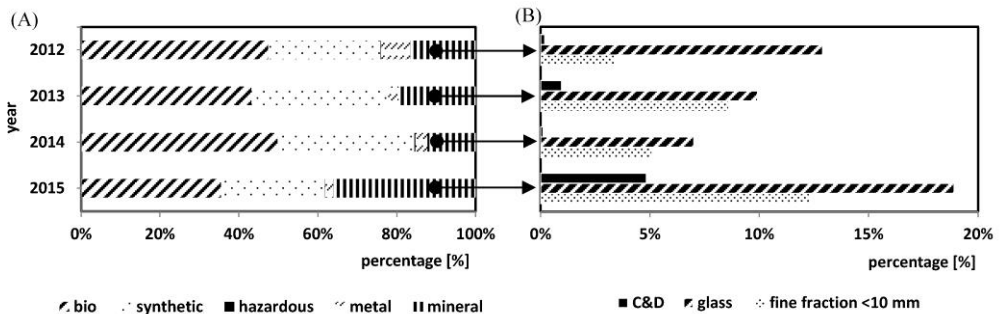 (A)
(B)
2012
2013
2014
2015
year
0% 20% 40% 60% 80% 100%
percentage [%]
0% 5% 10% 15% 20%
percentage [%]
bio synthetic hazardous metal mineral
C&D glass fine fraction <10 mm